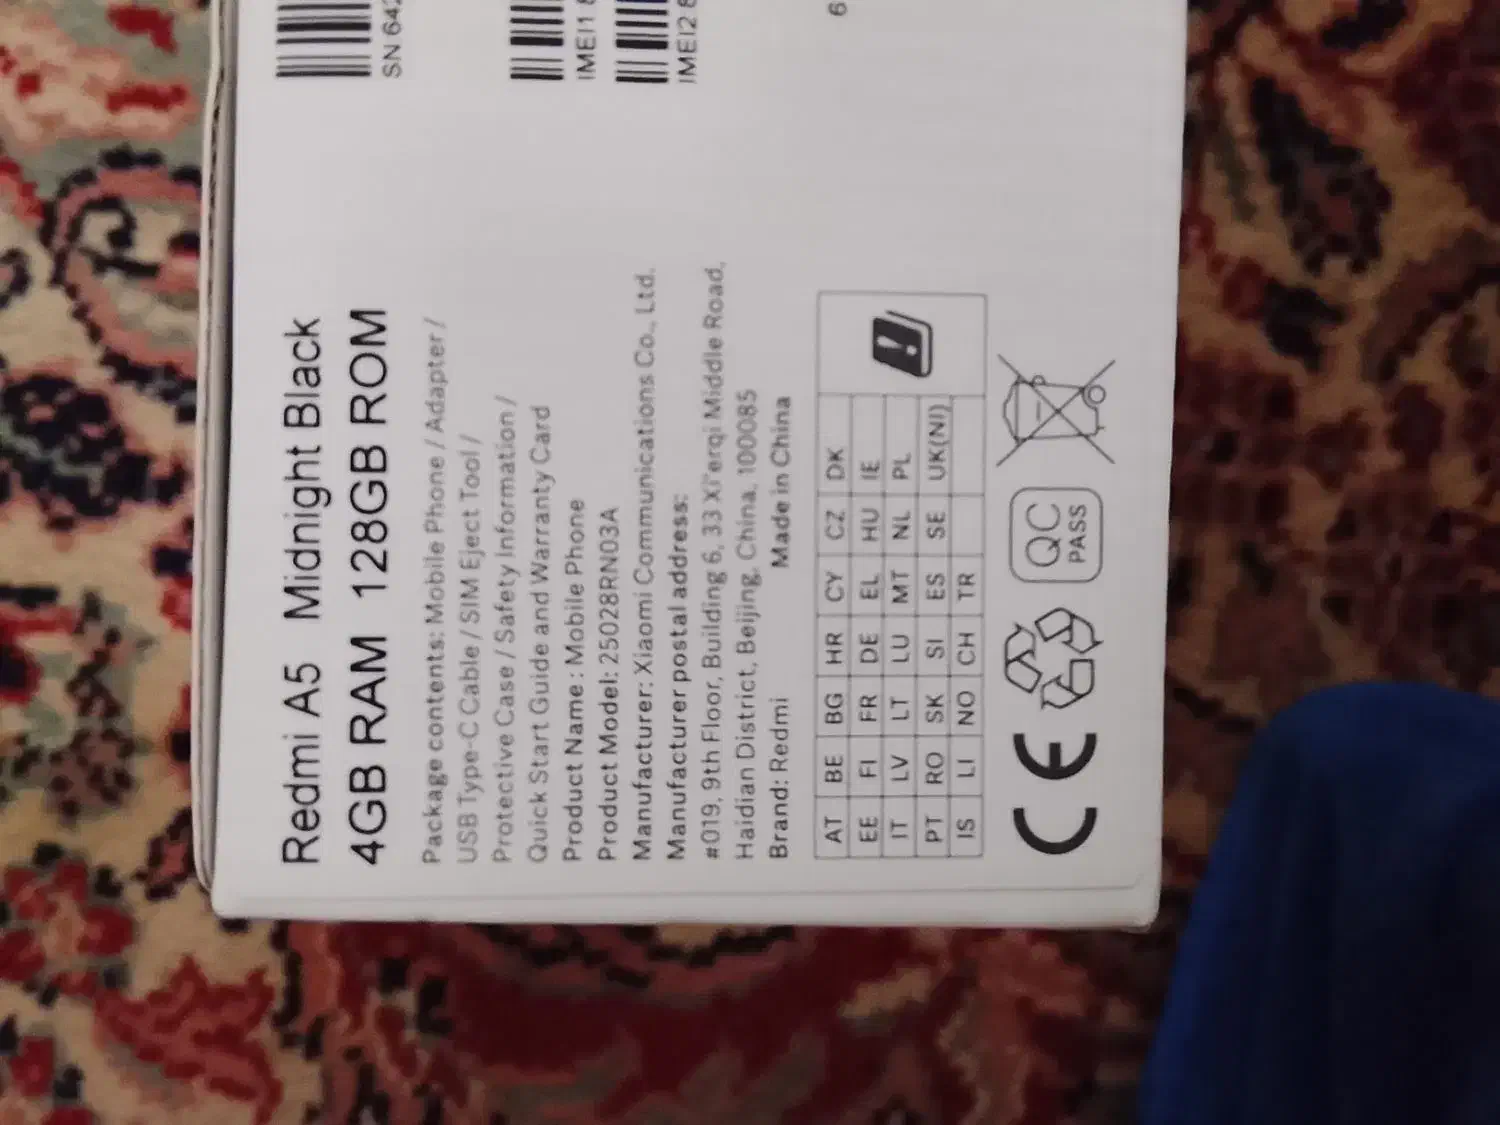 Redmi A5 Midnight Black
4GB RAM 128GB ROM
Package contents: Mobile Phone / Adapter /
USB Type-C Cable / SIM Eject Tool /
Protective Case / Safety Information /
Quick Start Guide and Warranty Card
Product Name : Mobile Phone
Product Model: 25028RN03A
Manufacturer: Xiaomi Communications Co., Ltd.
Manufacturer postal address:
#019, 9th Floor, Building 6, 33 Xi'erqi Middle Road,
Haidian District, Beijing, China, 100085
Brand: Redmi Made in China
AT BE BG HR CY CZ DK
EE FI FR DE EL HU IE
IT LV LT LU MT NL PL
PT RO SK SI ES SE UK(NI)
IS LI NO CH TR
CE
QC
PASS
SN 642
IMEI1 8
IMEI2 8
6